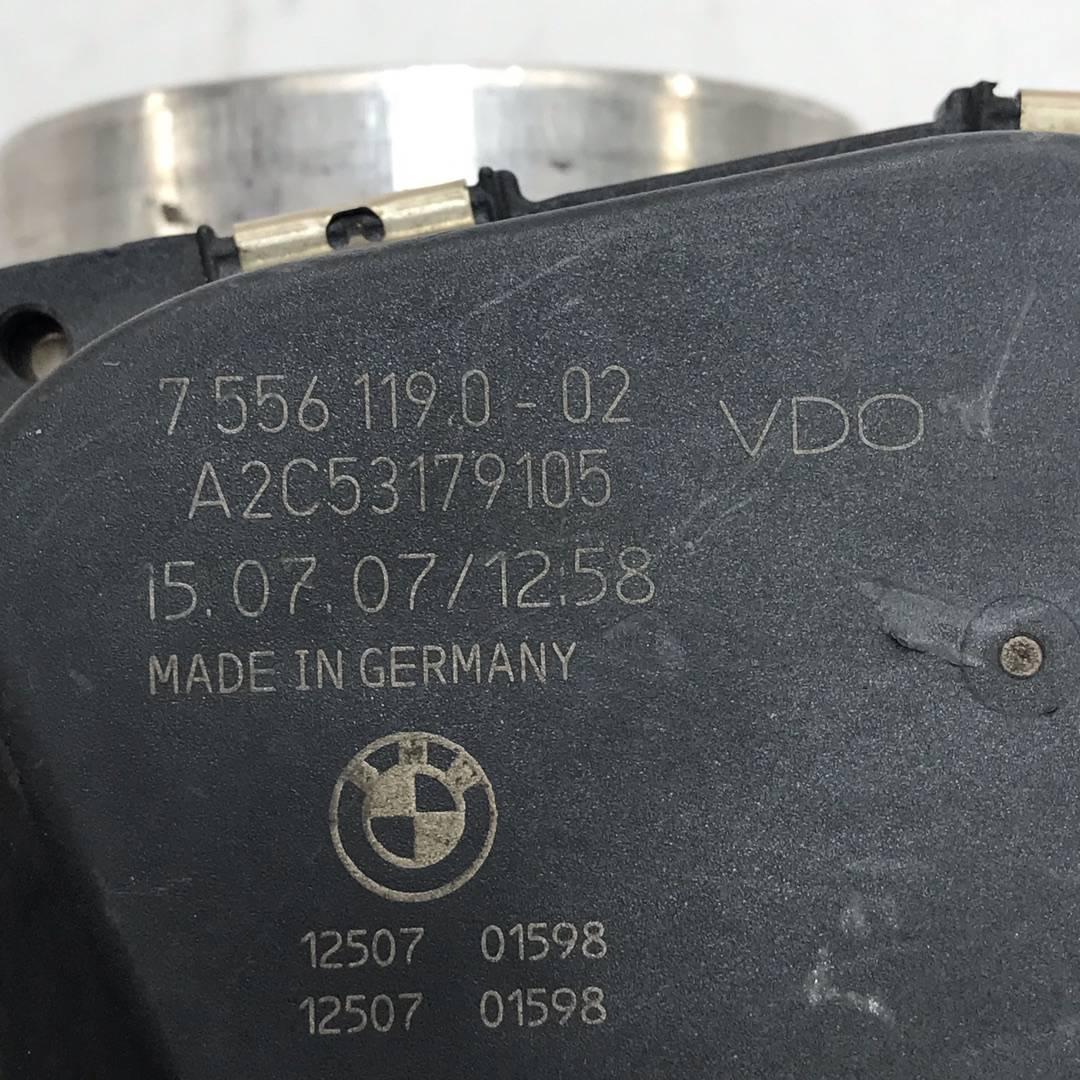 7 556 119.0 - 02
VDO
A2C53179105
15.07.07/12:58
MADE IN GERMANY
BMW
12507 01598
12507 01598